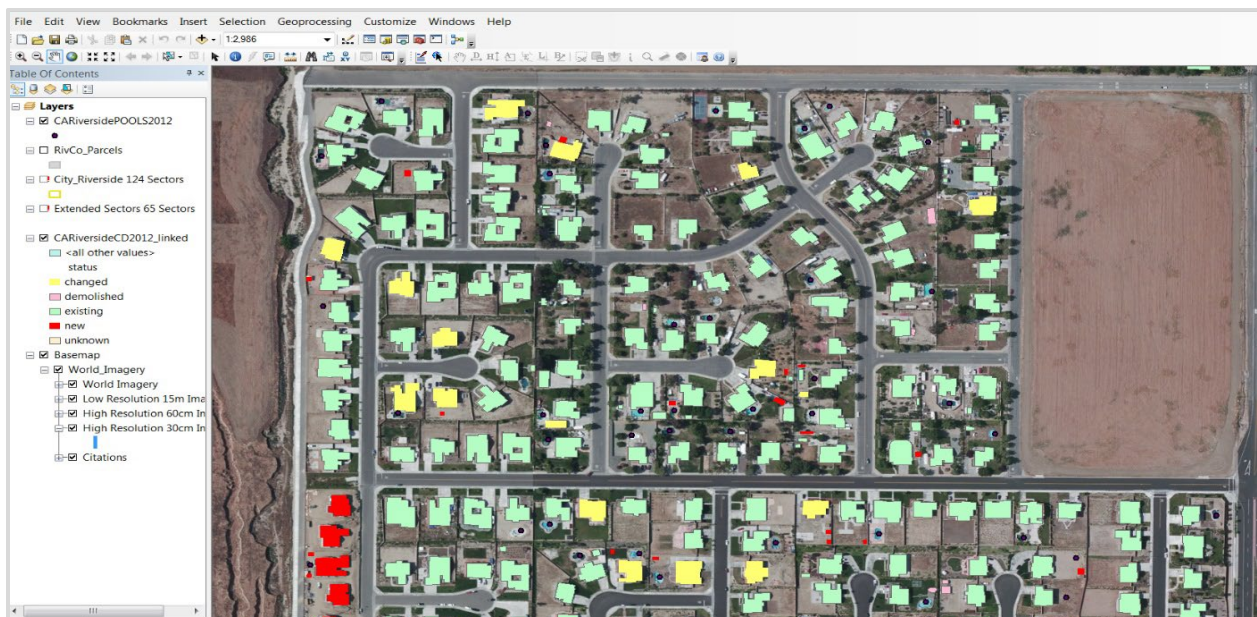 File Edit View Bookmarks Insert Selection Geoprocessing Customize Windows Help
1:2,986
Table Of Contents
Layers
CARiversidePOOLS2012
RivCo_Parcels
City_Riverside 124 Sectors
Extended Sectors 65 Sectors
CARiversideCD2012_linked
<all other values>
status
changed
demolished
existing
new
unknown
Basemap
World_Imagery
World Imagery
Low Resolution 15m Ima
High Resolution 60cm In
High Resolution 30cm In
Citations